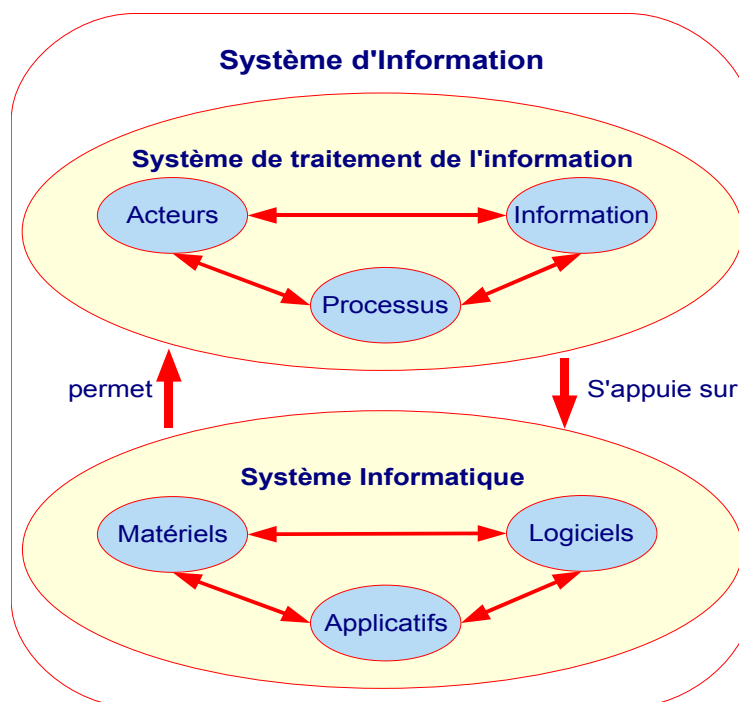 Système d'Information
Système de traitement de l'information
Acteurs
Information
Processus
permet
S'appuie sur
Système Informatique
Matériels
Logiciels
Applicatifs